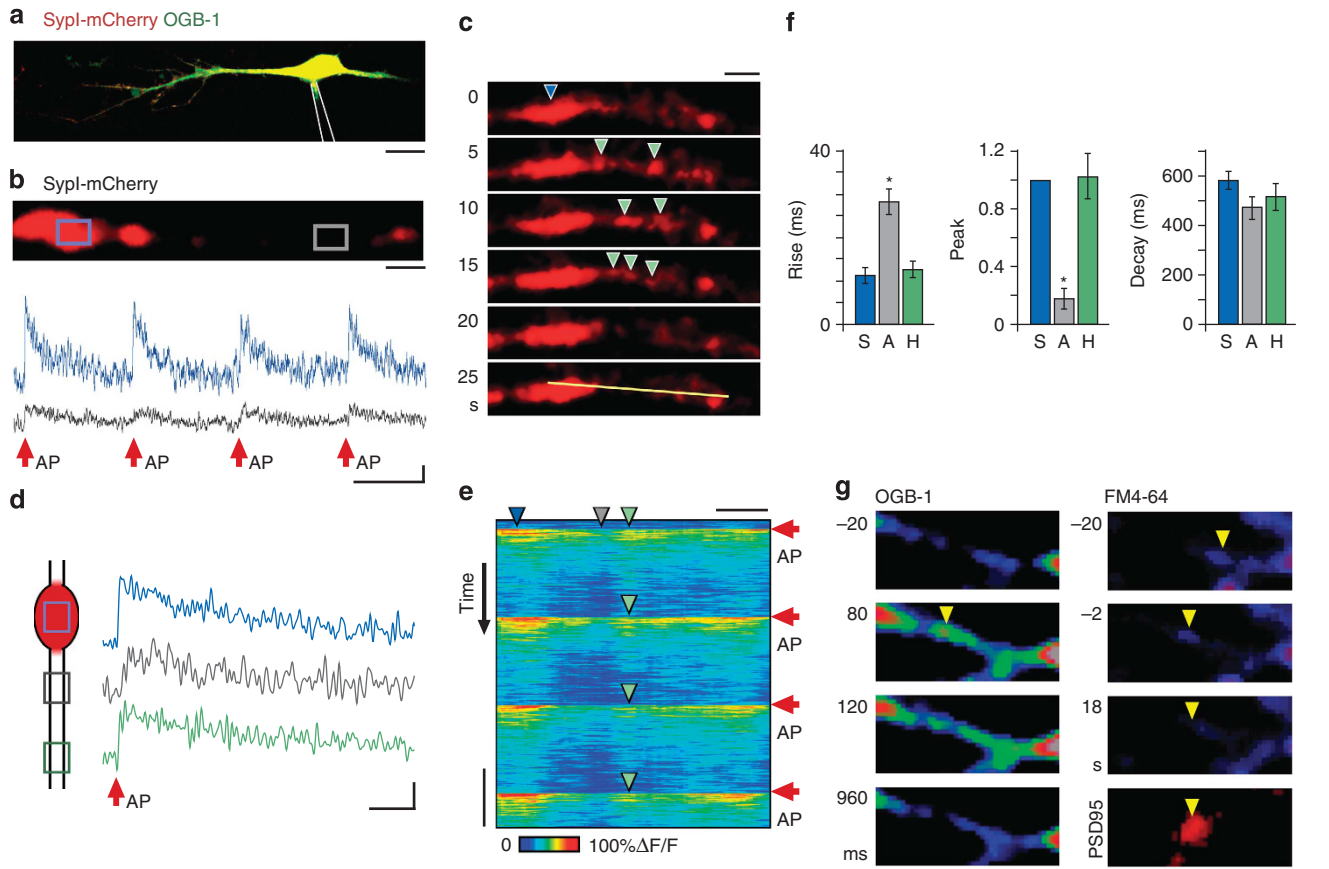 a
SypI-mCherry OGB-1
b
SypI-mCherry
AP AP AP AP
c
0
5
10
15
20
25
s
d
AP
e
Time
AP
AP
AP
AP
0 100%ΔF/F
f
Rise (ms)
40
0
S A H
*
Peak
1.2
0.8
0.4
0
S A H
*
Decay (ms)
600
400
200
0
S A H
g
OGB-1
–20
80
120
960
ms
FM4-64
–20
–2
18
s
PSD95